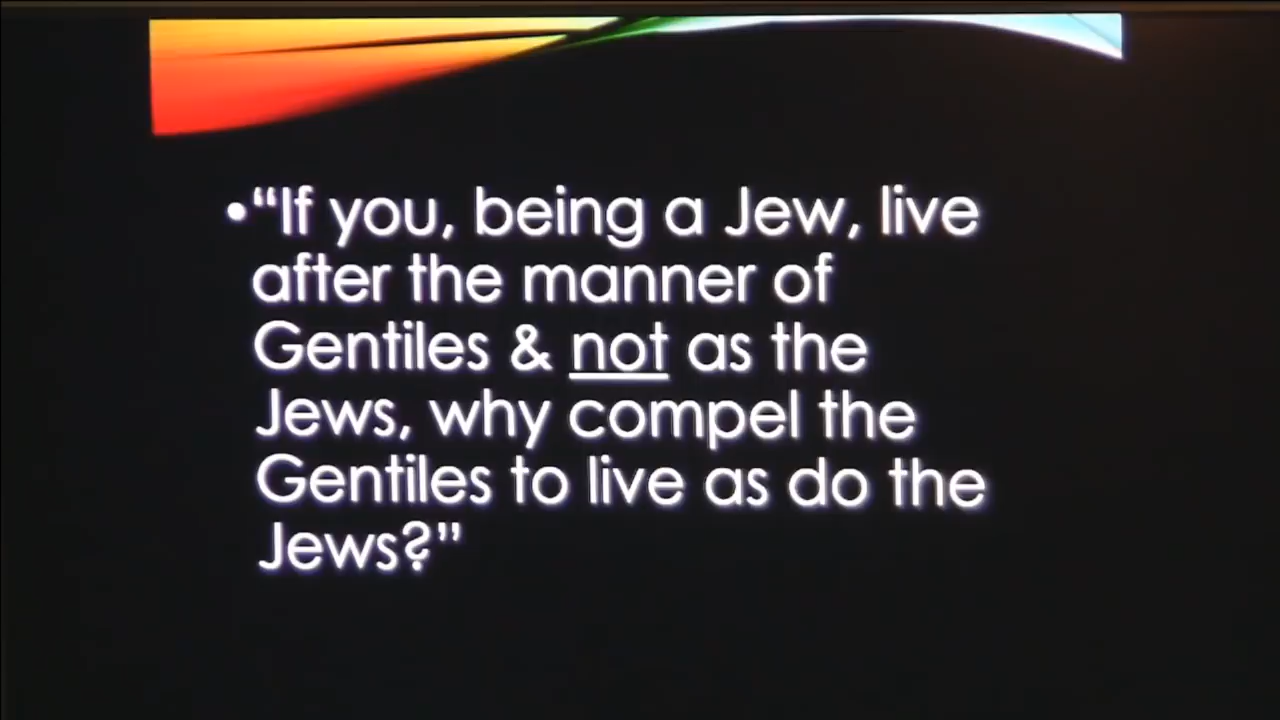 •“If you, being a Jew, live
after the manner of
Gentiles & not as the
Jews, why compel the
Gentiles to live as do the
Jews?”